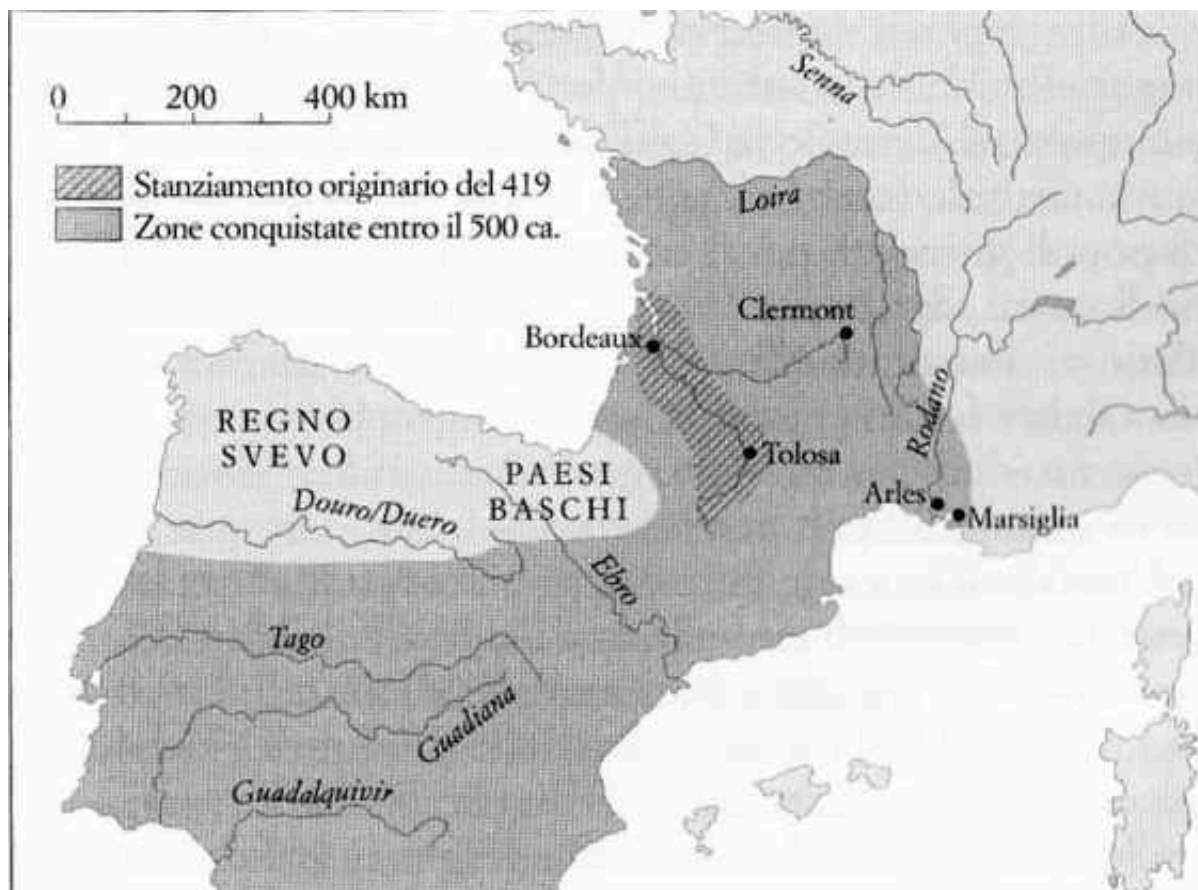 0 200 400 km
Stanziamento originario del 419
Zone conquistate entro il 500 ca.
Senna
Loira
Clermont
Bordeaux
Rodano
Tolosa
Arles
Marsiglia
REGNO
SVEVO
PAESI
BASCHI
Douro/Duero
Ebro
Tago
Guadiana
Guadalquivir